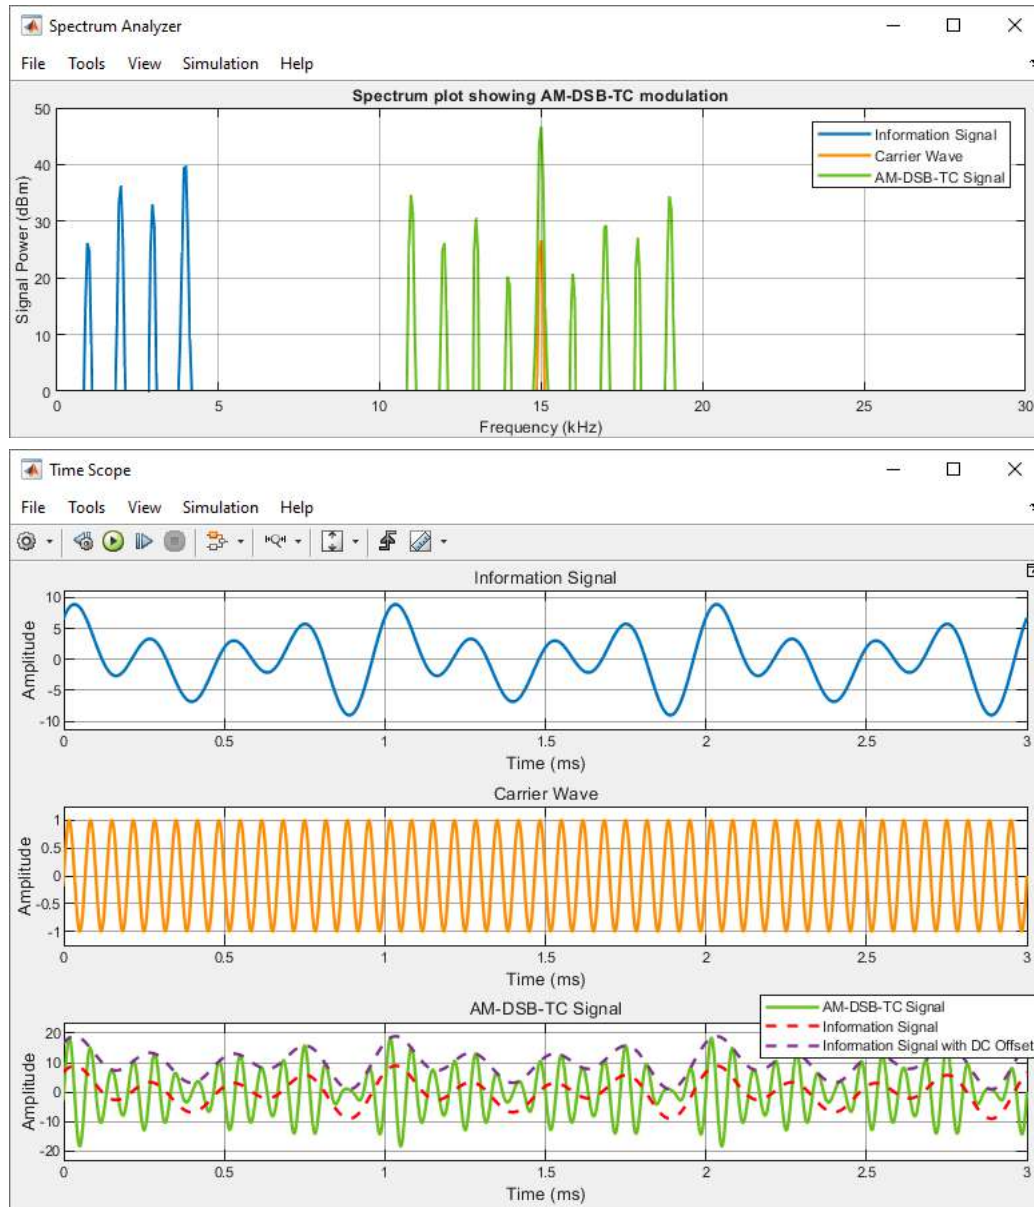 Spectrum Analyzer
File Tools View Simulation Help
Spectrum plot showing AM-DSB-TC modulation
50
40
30
20
10
0
Signal Power (dBm)
Information Signal
Carrier Wave
AM-DSB-TC Signal
0 5 10 15 20 25 30
Frequency (kHz)
Time Scope
File Tools View Simulation Help
Information Signal
10
5
0
-5
-10
Amplitude
0 0.5 1 1.5 2 2.5 3
Time (ms)
Carrier Wave
1
0.5
0
-0.5
-1
Amplitude
0 0.5 1 1.5 2 2.5 3
Time (ms)
AM-DSB-TC Signal
20
10
0
-10
-20
Amplitude
AM-DSB-TC Signal
Information Signal
Information Signal with DC Offset
0 0.5 1 1.5 2 2.5 3
Time (ms)